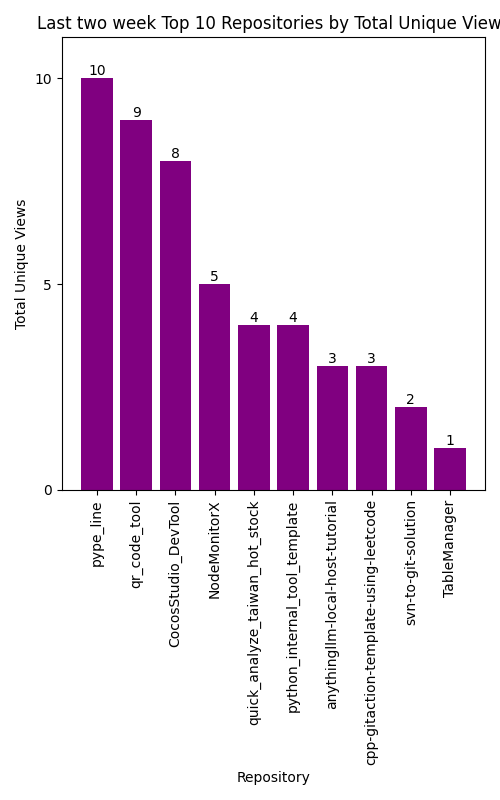 Last two week Top 10 Repositories by Total Unique View
Total Unique Views
10
5
0
10
9
8
5
4
4
3
3
2
1
pype_line
qr_code_tool
CocosStudio_DevTool
NodeMonitorX
quick_analyze_taiwan_hot_stock
python_internal_tool_template
anythingllm-local-host-tutorial
cpp-gitaction-template-using-leetcode
svn-to-git-solution
TableManager
Repository